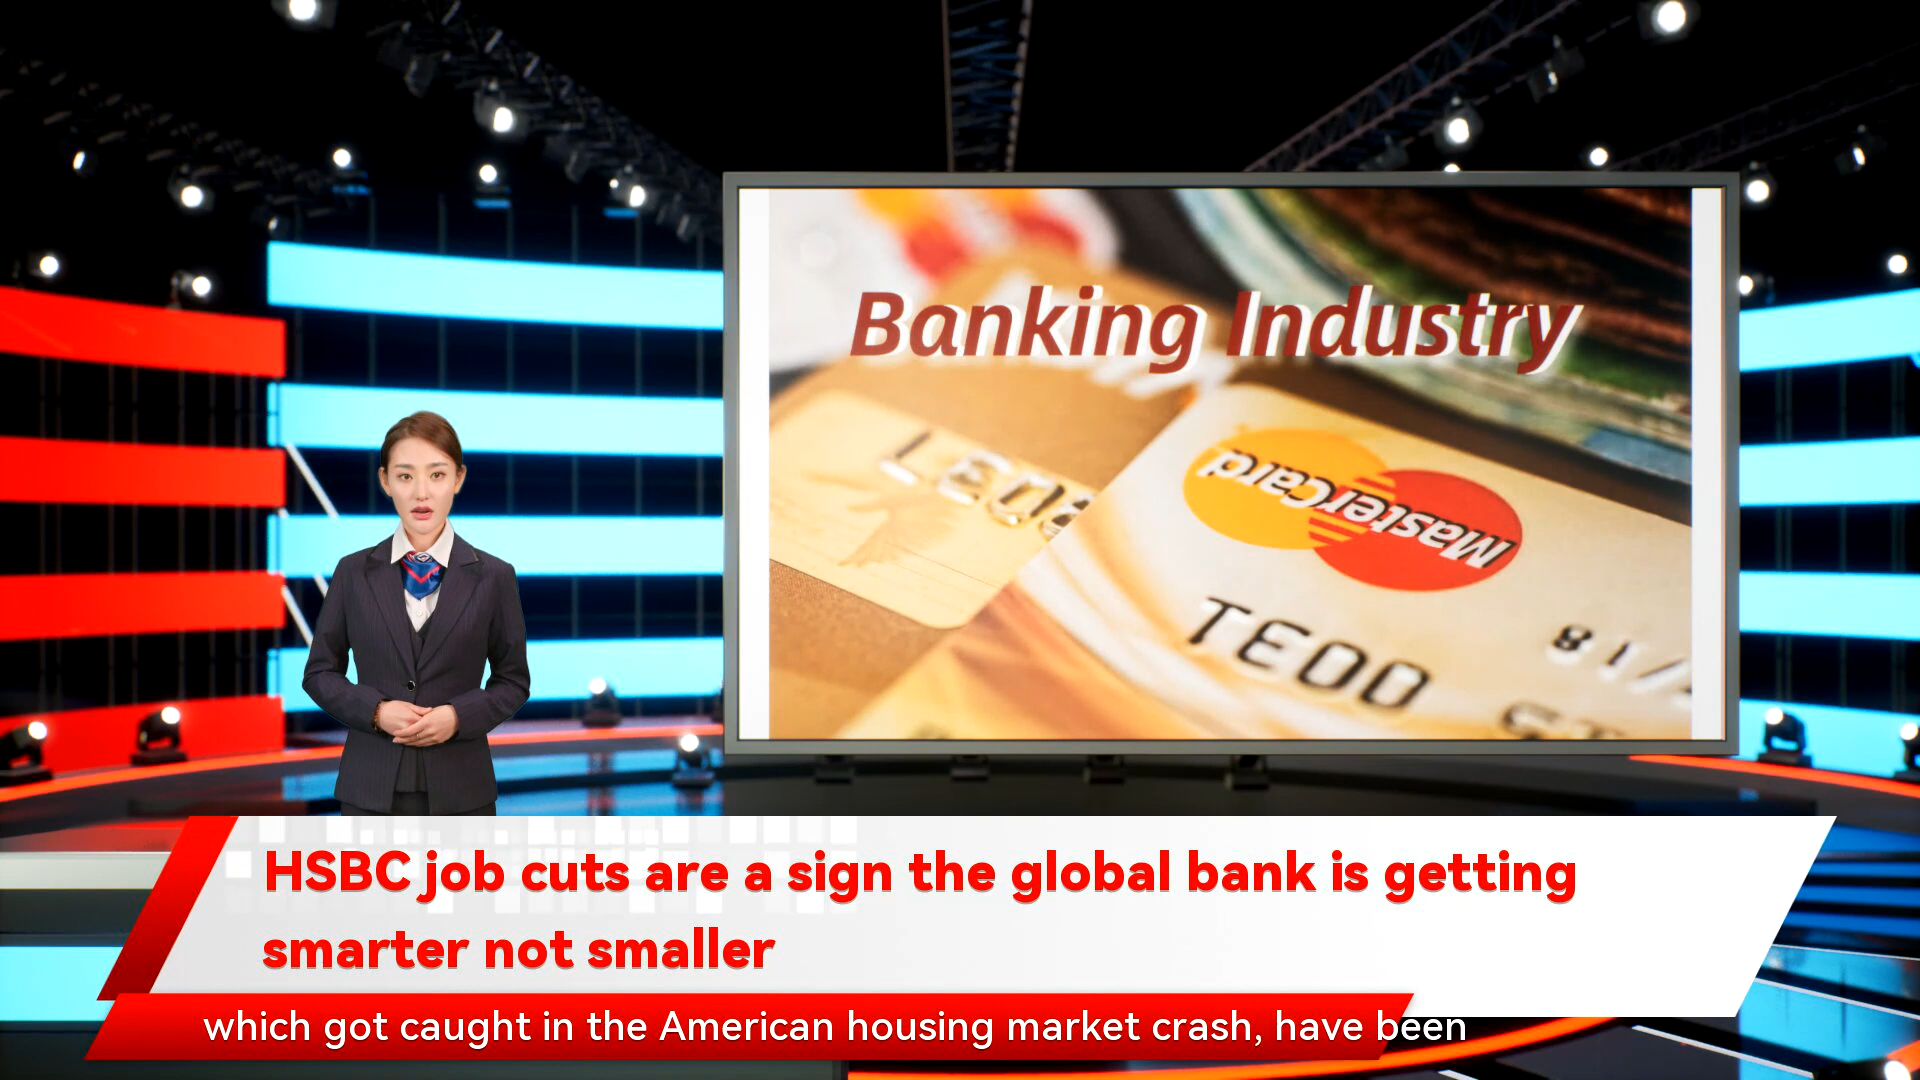 Banking Industry
MasterCard
HSBC job cuts are a sign the global bank is getting
smarter not smaller
which got caught in the American housing market crash, have been